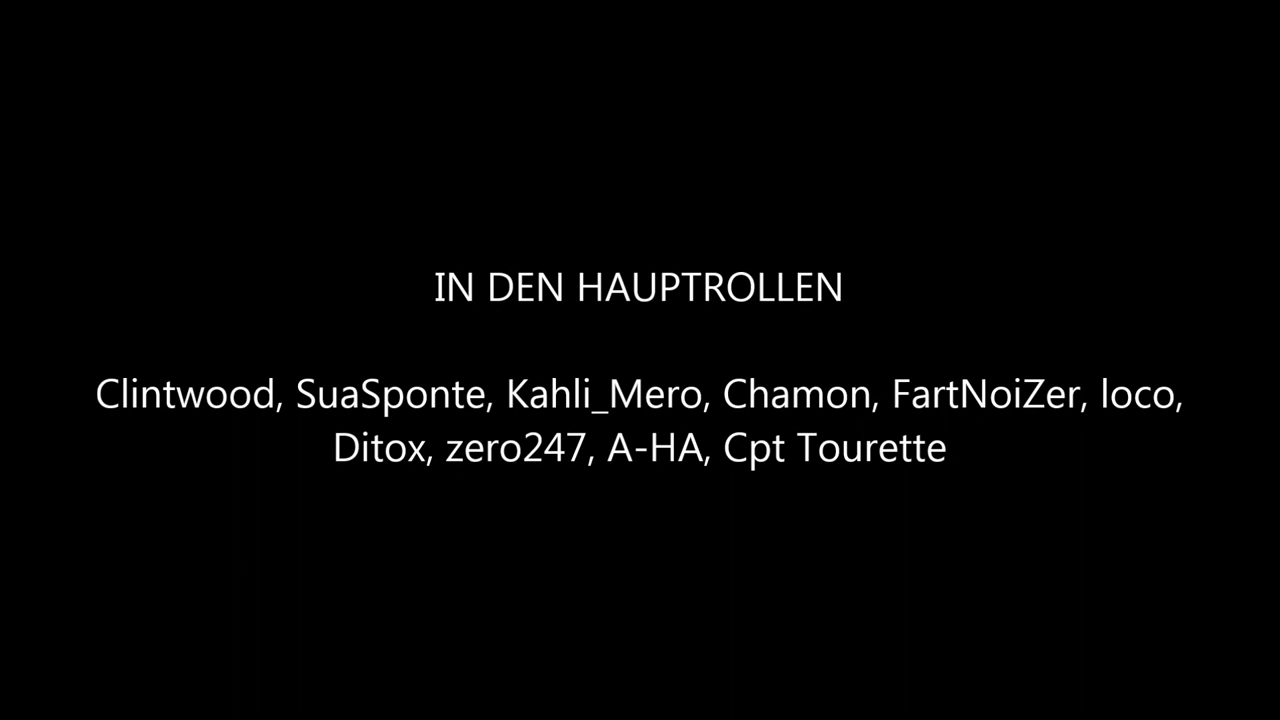 IN DEN HAUPTROLLEN
Clintwood, SuaSponte, Kahli_Mero, Chamon, FartNoiZer, loco,
Ditox, zero247, A-HA, Cpt Tourette